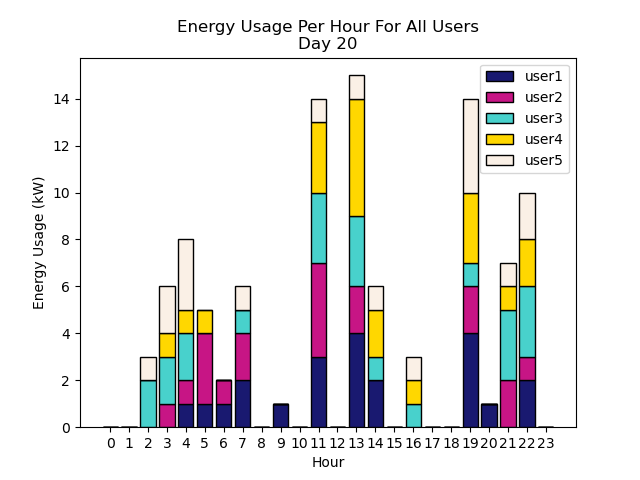 Energy Usage Per Hour For All Users
Day 20
user1
user2
user3
user4
user5
Energy Usage (kW)
14
12
10
8
6
4
2
0
0 1 2 3 4 5 6 7 8 9 10 11 12 13 14 15 16 17 18 19 20 21 22 23
Hour